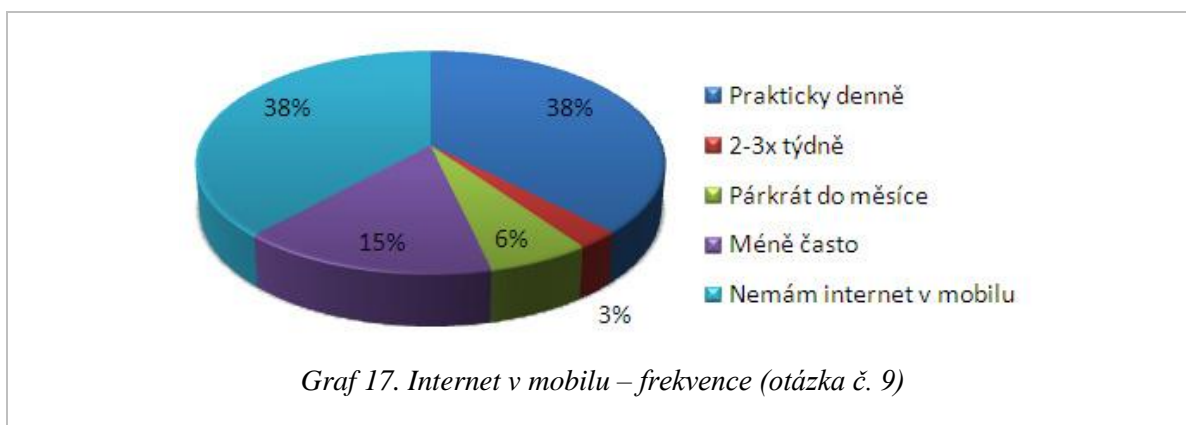 38%
38%
15%
6%
3%
Prakticky denně
2-3x týdně
Párkrát do měsíce
Méně často
Nemám internet v mobilu
Graf 17. Internet v mobilu – frekvence (otázka č. 9)